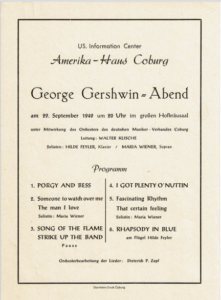 US. Information Center
Amerika-Haus Coburg
George Gershwin=Abend
am 22. September 1949 um 20 Uhr im großen Hofbräusaal
unter Mitwirkung des Orchesters des deutschen Musiker-Verbandes Coburg
Leitung: WALTER KLUSCHE
Solisten: HILDE FEYLER, Klavier / MARIA WIENER, Sopran
Programm
1. PORGY AND BESS
2. Someone to watch over me
The man I love
Solistin: Maria Wiener
3. SONG OF THE FLAME
STRIKE UP THE BAND
Pause
4. I GOT PLENTY O'NUTTIN
5. Fascinating Rhythm
That certain feeling
Solistin: Maria Wiener
6. RHAPSODY IN BLUE
am Flügel Hilde Feyler
Orchesterbearbeitung der Lieder: Dietrich P. Zapf